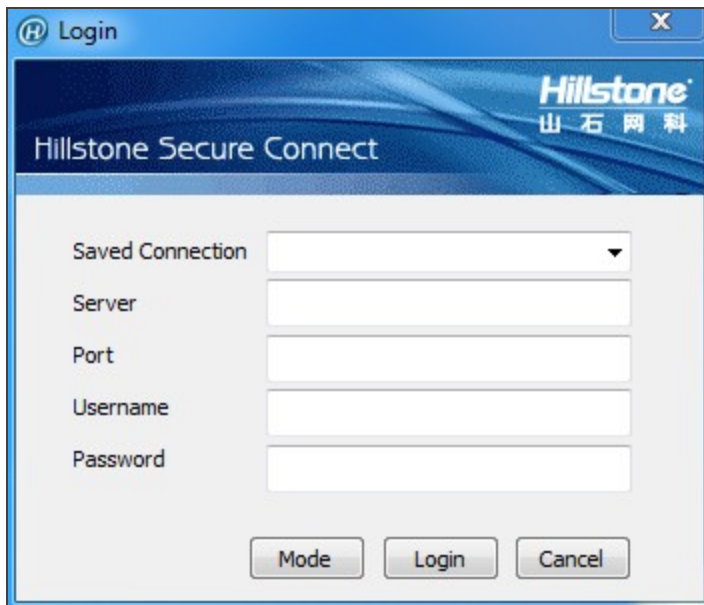 Login
Hillstone
山石网科
Hillstone Secure Connect
Saved Connection
Server
Port
Username
Password
Mode Login Cancel